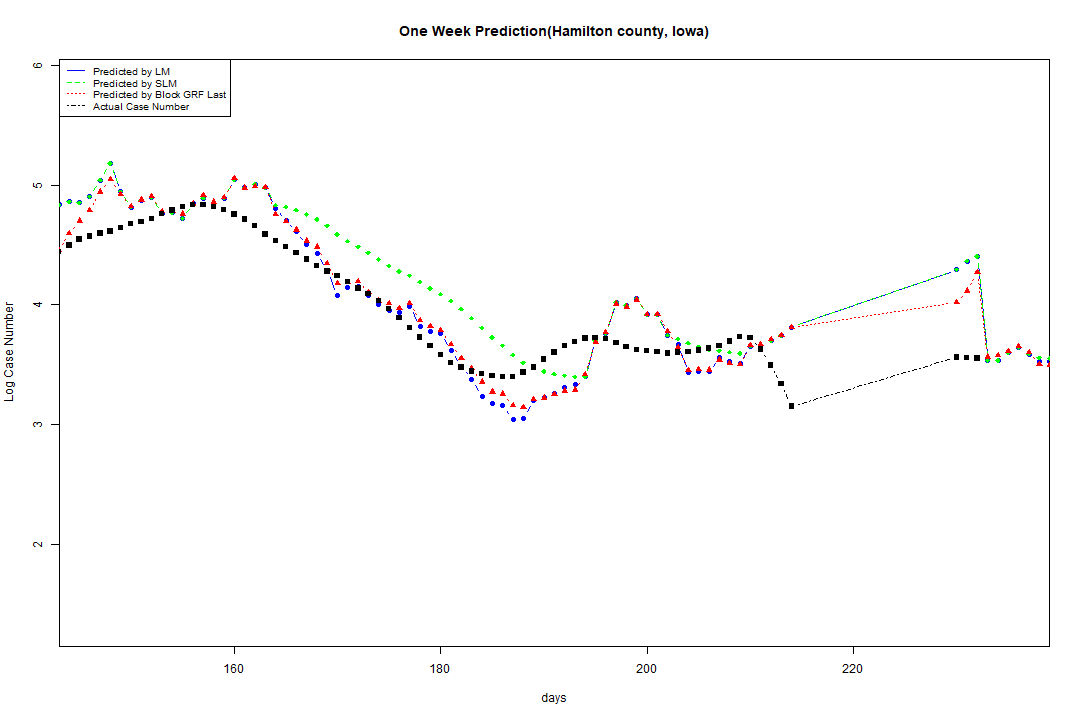 One Week Prediction(Hamilton county, Iowa)
Predicted by LM
Predicted by SLM
Predicted by Block GRF Last
Actual Case Number
6
5
4
3
2
Log Case Number
160 180 200 220
days